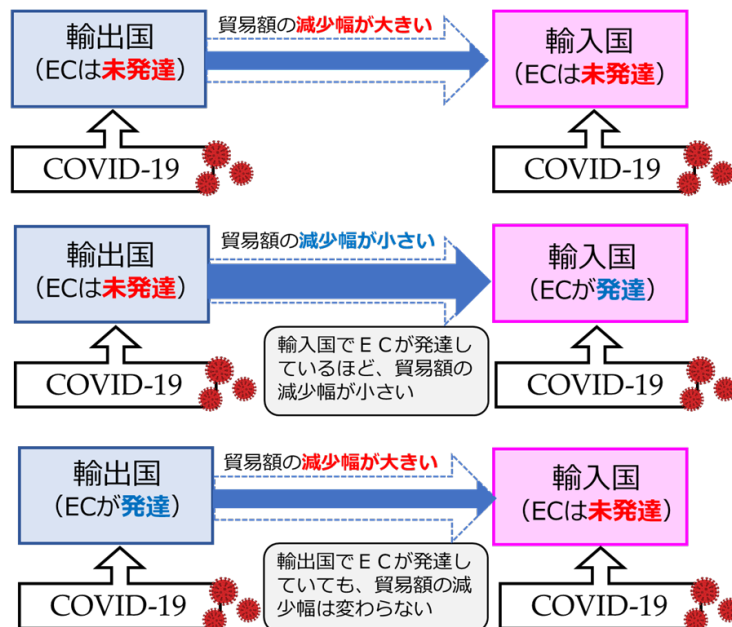 貿易額の減少幅が大きい
輸出国
(ECは未発達)
輸入国
(ECは未発達)
COVID-19
COVID-19
貿易額の減少幅が小さい
輸出国
(ECは未発達)
輸入国
(ECが発達)
輸入国でＥＣが発達し
ているほど、貿易額の
減少幅が小さい
COVID-19
COVID-19
貿易額の減少幅が大きい
輸出国
(ECが発達)
輸入国
(ECは未発達)
輸出国でＥＣが発達し
ていても、貿易額の減
少幅は変わらない
COVID-19
COVID-19